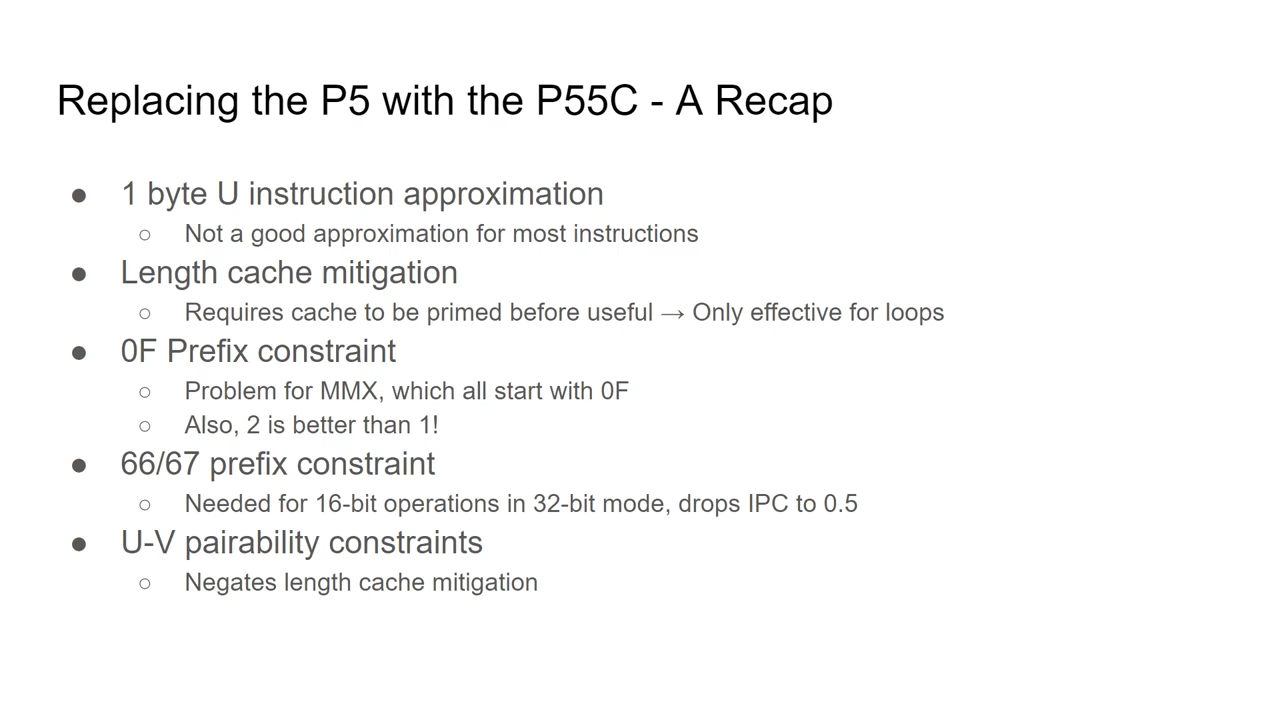 Replacing the P5 with the P55C - A Recap
● 1 byte U instruction approximation
○ Not a good approximation for most instructions
● Length cache mitigation
○ Requires cache to be primed before useful → Only effective for loops
● 0F Prefix constraint
○ Problem for MMX, which all start with 0F
○ Also, 2 is better than 1!
● 66/67 prefix constraint
○ Needed for 16-bit operations in 32-bit mode, drops IPC to 0.5
● U-V pairability constraints
○ Negates length cache mitigation